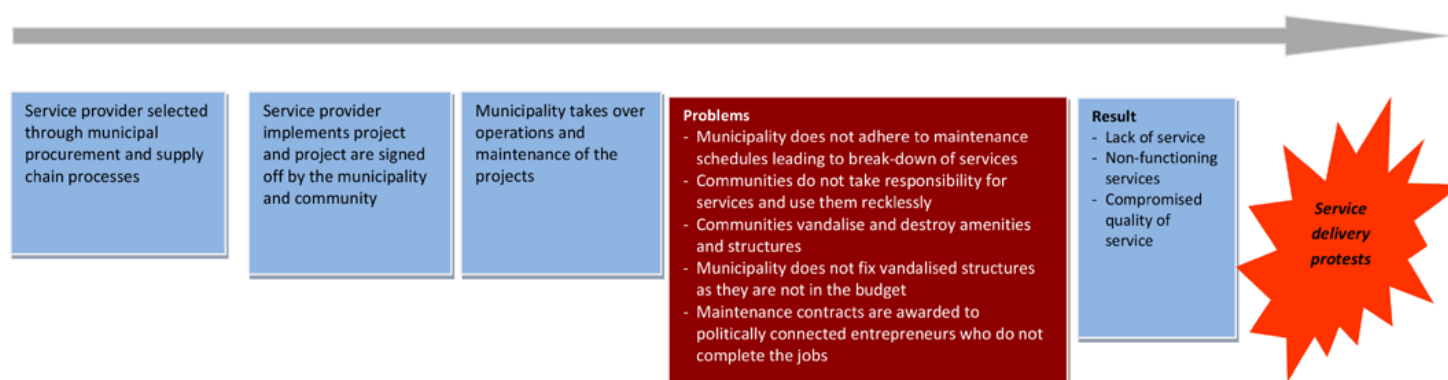 Service provider selected
through municipal
procurement and supply
chain processes
Service provider
implements project
and project are signed
off by the municipality
and community
Municipality takes over
operations and
maintenance of the
projects
Problems
- Municipality does not adhere to maintenance
schedules leading to break-down of services
- Communities do not take responsibility for
services and use them recklessly
- Communities vandalise and destroy amenities
and structures
- Municipality does not fix vandalised structures
as they are not in the budget
- Maintenance contracts are awarded to
politically connected entrepreneurs who do not
complete the jobs
Result
- Lack of service
- Non-functioning
services
- Compromised
quality of
service
Service
delivery
protests